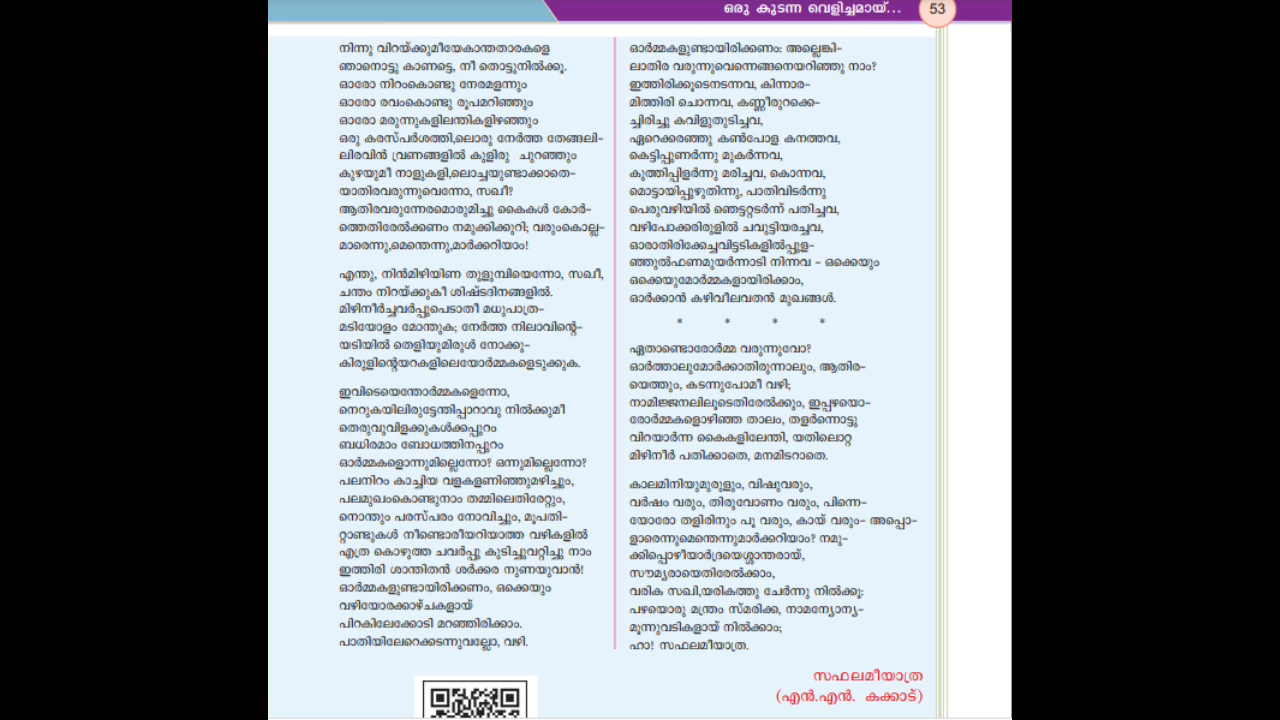 ഒരു കുടന്ന വെളിച്ചമായ്... 53
നിന്നു വിറയ്ക്കുമീയേകാന്തതാരകളെ
ഞാനൊട്ടു കാണട്ടെ, നീ തൊട്ടുനിൽക്കൂ.
ഓരോ നിറംകൊണ്ടു നേരമളന്നും
ഓരോ രവംകൊണ്ടു രൂപമറിഞ്ഞും
ഓരോ മരുന്നുകളിലന്തികളിഴഞ്ഞും
ഒരു കരസ്പർശത്തി,ലൊരു നേർത്ത തേങ്ങലി-
ലിരവിൻ വ്രണങ്ങളിൽ കുളിരു ചുറഞ്ഞും
കുഴയുമീ നാളുകളി,ലൊച്ചയുണ്ടാക്കാതെ-
യാതിരവരുന്നുവെന്നോ, സഖീ?
ആതിരവരുന്നേരമൊരുമിച്ചു കൈകൾ കോർ-
ത്തെതിരേൽക്കണം നമുക്കിക്കുറി; വരുംകൊല്ല-
മാരെന്നു,മെന്തെന്നു,മാർക്കറിയാം!
എന്തു, നിൻമിഴിയിണ തുളുമ്പിയെന്നോ, സഖീ,
ചന്തം നിറയ്ക്കുകീ ശിഷ്ടദിനങ്ങളിൽ.
മിഴിനീർച്ചവർപ്പുപെടാതീ മധുപാത്ര-
മടിയോളം മോന്തുക; നേർത്ത നിലാവിന്റെ-
യടിയിൽ തെളിയുമിരുൾ നോക്കു-
കിരുളിന്റെയറകളിലെയോർമ്മകളെടുക്കുക.
ഇവിടെയെന്തോർമ്മകളെന്നോ,
നെറുകയിലിരുട്ടേന്തിപ്പാറാവു നിൽക്കുമീ
തെരുവുവിളക്കുകൾക്കപ്പുറം
ബധിരമാം ബോധത്തിനപ്പുറം
ഓർമ്മകളൊന്നുമില്ലെന്നോ? ഒന്നുമില്ലെന്നോ?
പലനിറം കാച്ചിയ വളകളണിഞ്ഞുമഴിച്ചും,
പലമുഖംകൊണ്ടുനാം തമ്മിലെതിരേറ്റും,
നൊന്തും പരസ്പരം നോവിച്ചും, മൂപതി-
റ്റാണ്ടുകൾ നീണ്ടൊരീയറിയാത്ത വഴികളിൽ
എത്ര കൊഴുത്ത ചവർപ്പു കുടിച്ചുവറ്റിച്ചു നാം
ഇത്തിരി ശാന്തിതൻ ശർക്കര നുണയുവാൻ!
ഓർമ്മകളുണ്ടായിരിക്കണം, ഒക്കെയും
വഴിയോരക്കാഴ്ചകളായ്
പിറകിലേക്കോടി മറഞ്ഞിരിക്കാം.
പാതിയിലേറെക്കടന്നുവല്ലോ, വഴി.
ഓർമ്മകളുണ്ടായിരിക്കണം: അല്ലെങ്കി-
ലാതിര വരുന്നുവെന്നെങ്ങനെയറിഞ്ഞു നാം?
ഇത്തിരിക്കൂടെനടന്നവ, കിന്നാര-
മിത്തിരി ചൊന്നവ, കണ്ണീരുറക്കെ-
ച്ചിരിച്ചു കവിളുതുടിച്ചവ,
ഏറെക്കരഞ്ഞു കൺപോള കനത്തവ,
കെട്ടിപ്പുണർന്നു മുകർന്നവ,
കുത്തിപ്പിളർന്നു മരിച്ചവ, കൊന്നവ,
മൊട്ടായിപ്പുഴുതിന്നു, പാതിവിടർന്നു
പെരുവഴിയിൽ ഞെട്ടറ്റടർന്ന് പതിച്ചവ,
വഴിപോക്കരിരുളിൽ ചവുട്ടിയരച്ചവ,
ഓരാതിരിക്കേച്ചവിട്ടടികളിൽപ്പുള-
ഞ്ഞുൽഫണമുയർന്നാടി നിന്നവ – ഒക്കെയും
ഒക്കെയുമോർമ്മകളായിരിക്കാം,
ഓർക്കാൻ കഴിവീലവതൻ മുഖങ്ങൾ.
* * * *
ഏതാണ്ടൊരോർമ്മ വരുന്നുവോ?
ഓർത്താലുമോർക്കാതിരുന്നാലും, ആതിര-
യെത്തും, കടന്നുപോമീ വഴി;
നാമിജ്ജനലിലൂടെതിരേൽക്കും, ഇപ്പഴയൊ-
രോർമ്മകളൊഴിഞ്ഞ താലം, തളർന്നൊട്ടു
വിറയാർന്ന കൈകളിലേന്തി, യതിലൊറ്റ
മിഴിനീർ പതിക്കാതെ, മനമിടറാതെ.
കാലമിനിയുമുരുളും, വിഷുവരും,
വർഷം വരും, തിരുവോണം വരും, പിന്നെ-
യോരോ തളിരിനും പൂ വരും, കായ് വരും- അപ്പൊ-
ളാരെന്നുമെന്തെന്നുമാർക്കറിയാം? നമു-
ക്കിപ്പൊഴീയാർദ്രയെശ്ശാന്തരായ്,
സൗമ്യരായെതിരേൽക്കാം,
വരിക സഖി,യരികത്തു ചേർന്നു നിൽക്കൂ;
പഴയൊരു മന്ത്രം സ്മരിക്ക, നാമന്യോന്യ-
മൂന്നുവടികളായ് നിൽക്കാം;
ഹാ! സഫലമീയാത്ര.
സഫലമീയാത്ര
(എൻ.എൻ. കക്കാട്)